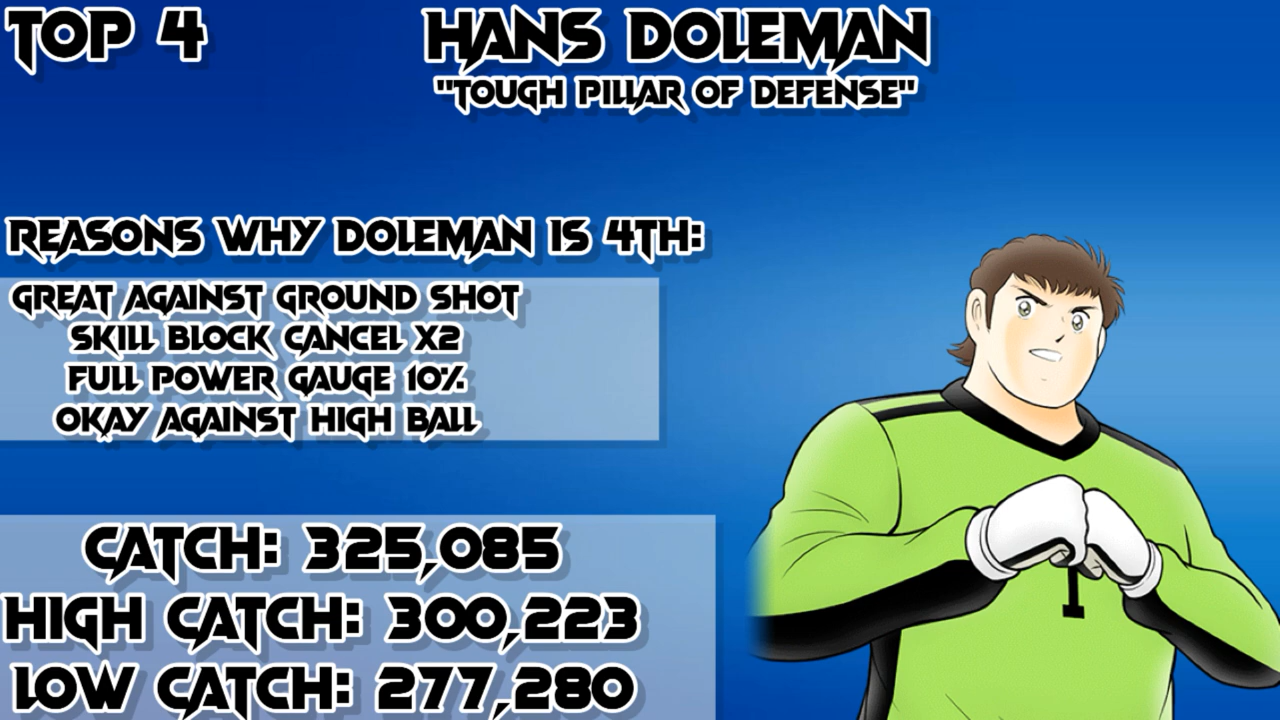 TOP 4
HANS DOLEMAN
"TOUGH PILLAR OF DEFENSE"
REASONS WHY DOLEMAN IS 4TH:
GREAT AGAINST GROUND SHOT
SKILL BLOCK CANCEL X2
FULL POWER GAUGE 10%
OKAY AGAINST HIGH BALL
CATCH: 325,085
HIGH CATCH: 300,223
LOW CATCH: 277,280
1